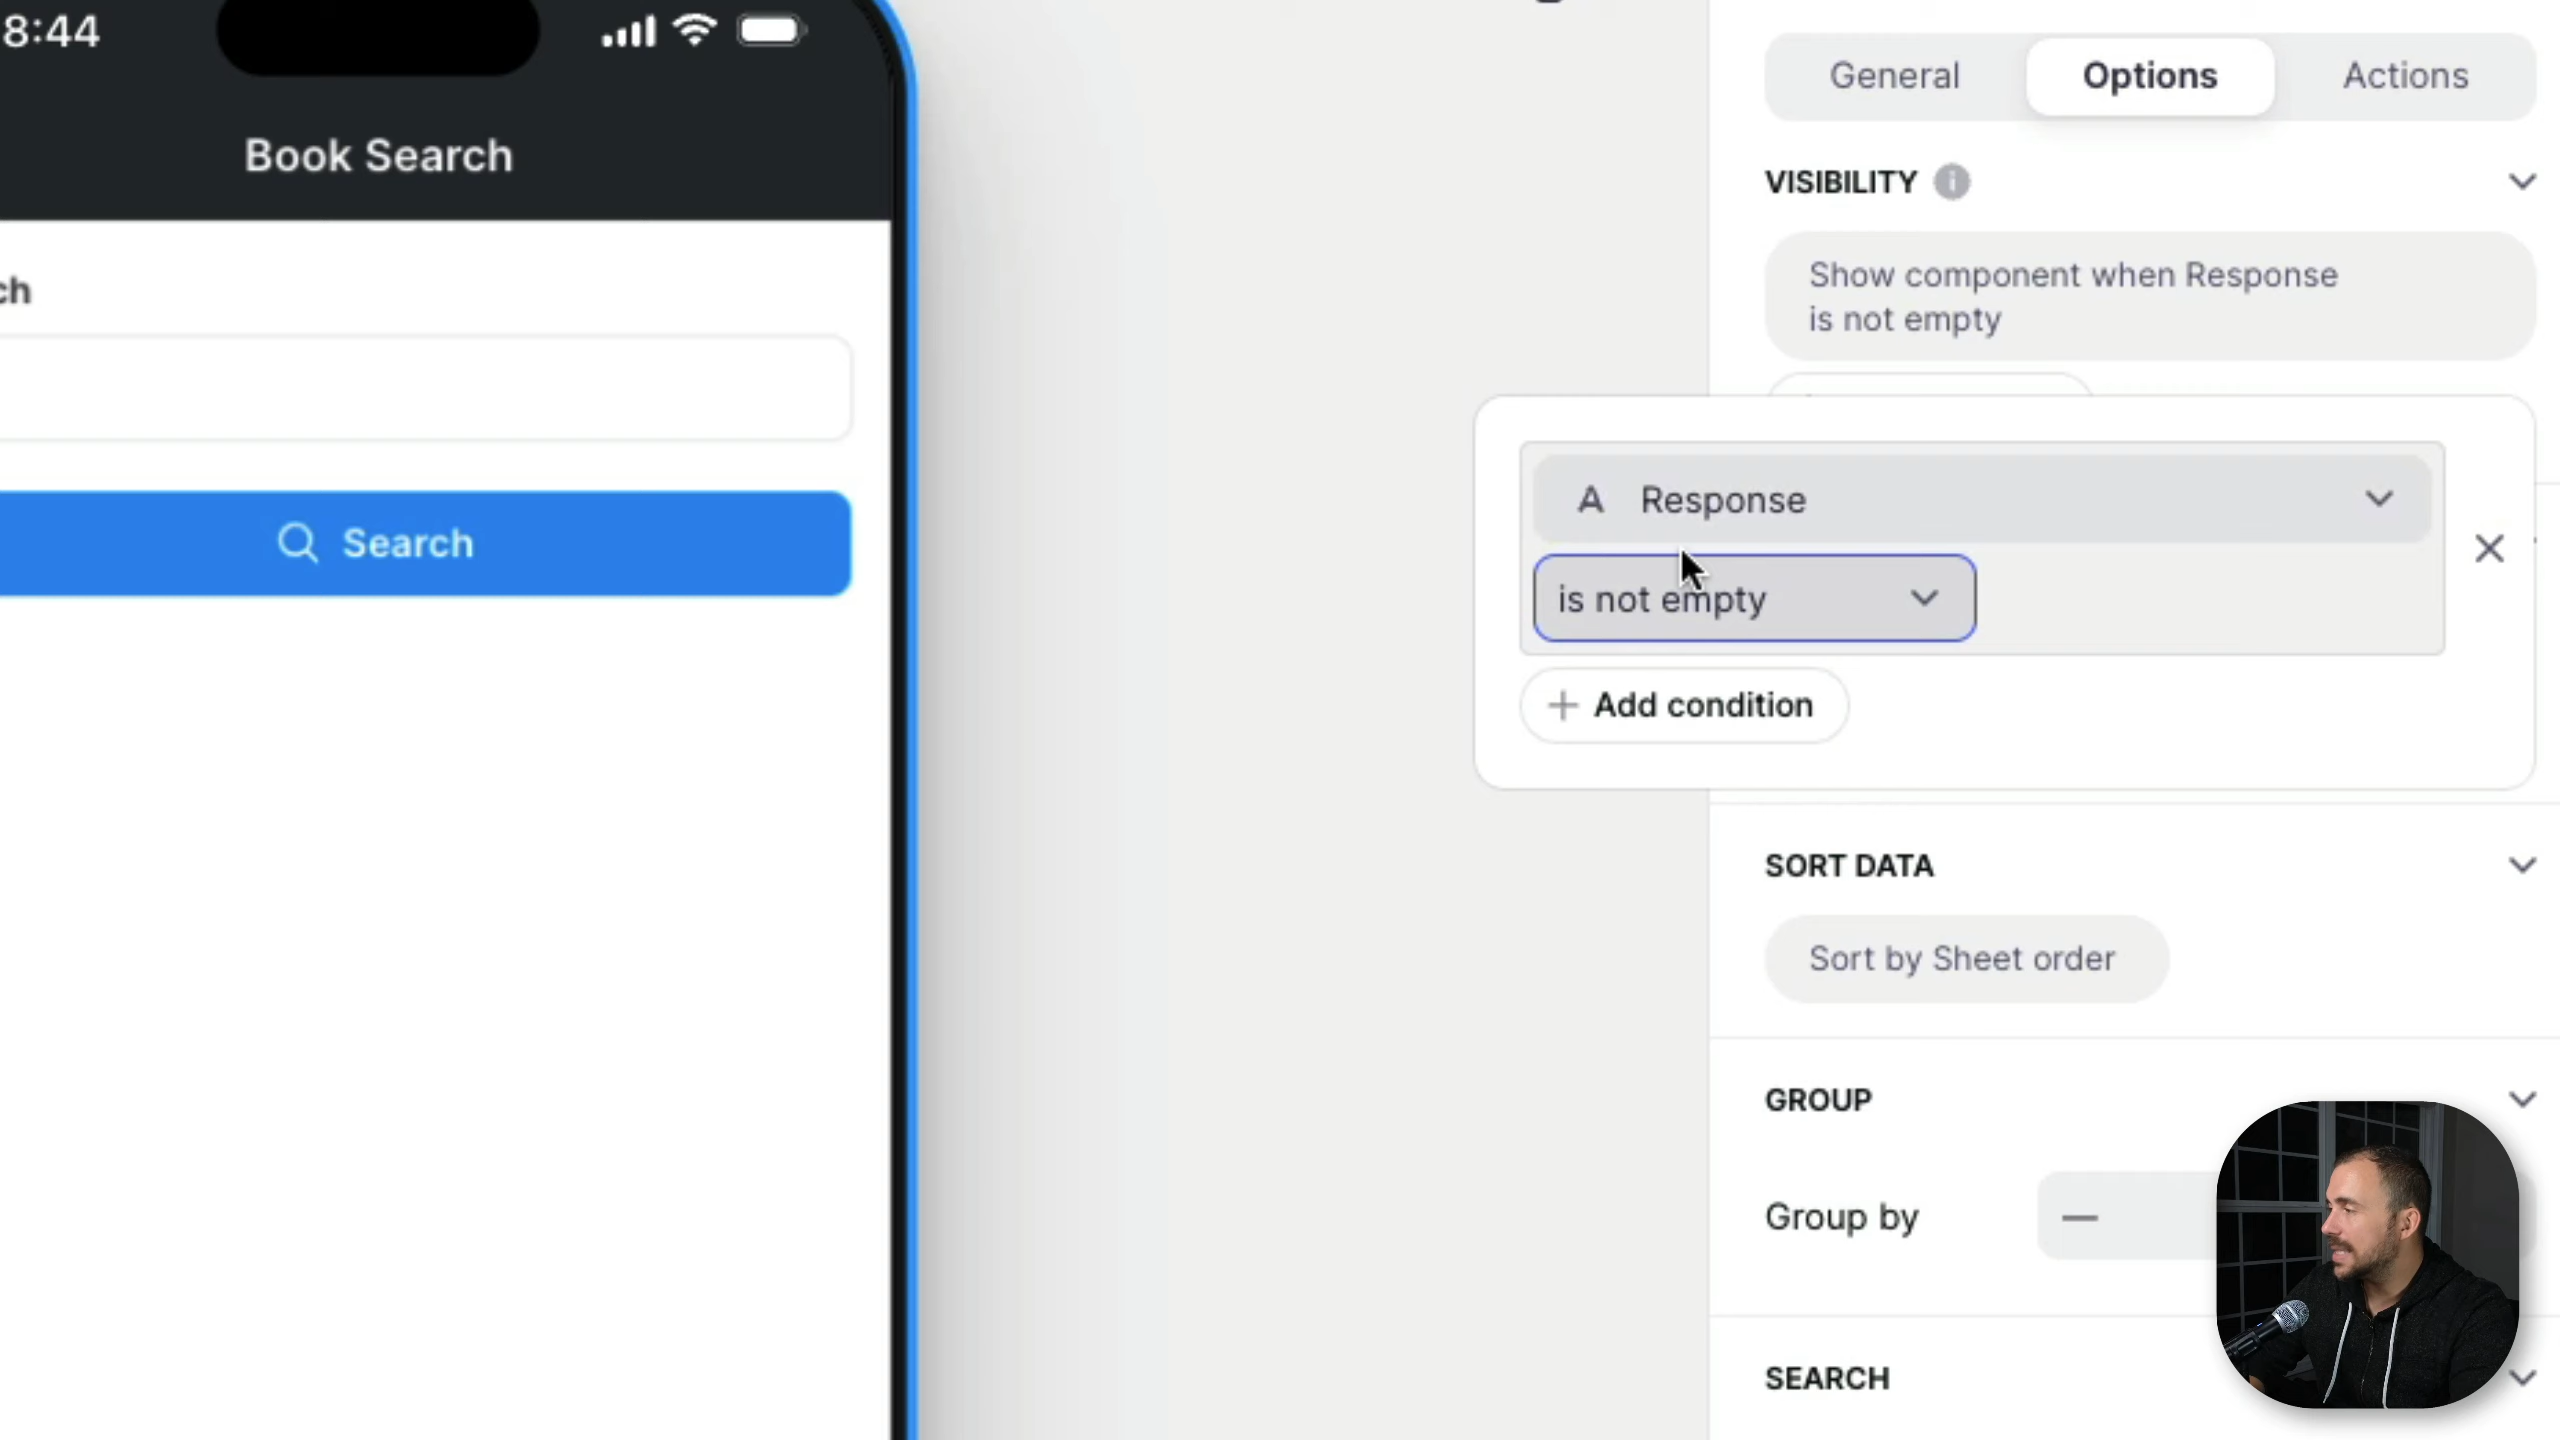 8:44
Book Search
ch
Search
General
Options
Actions
VISIBILITY
Show component when Response
is not empty
A Response
is not empty
+ Add condition
SORT DATA
Sort by Sheet order
GROUP
Group by
—
SEARCH